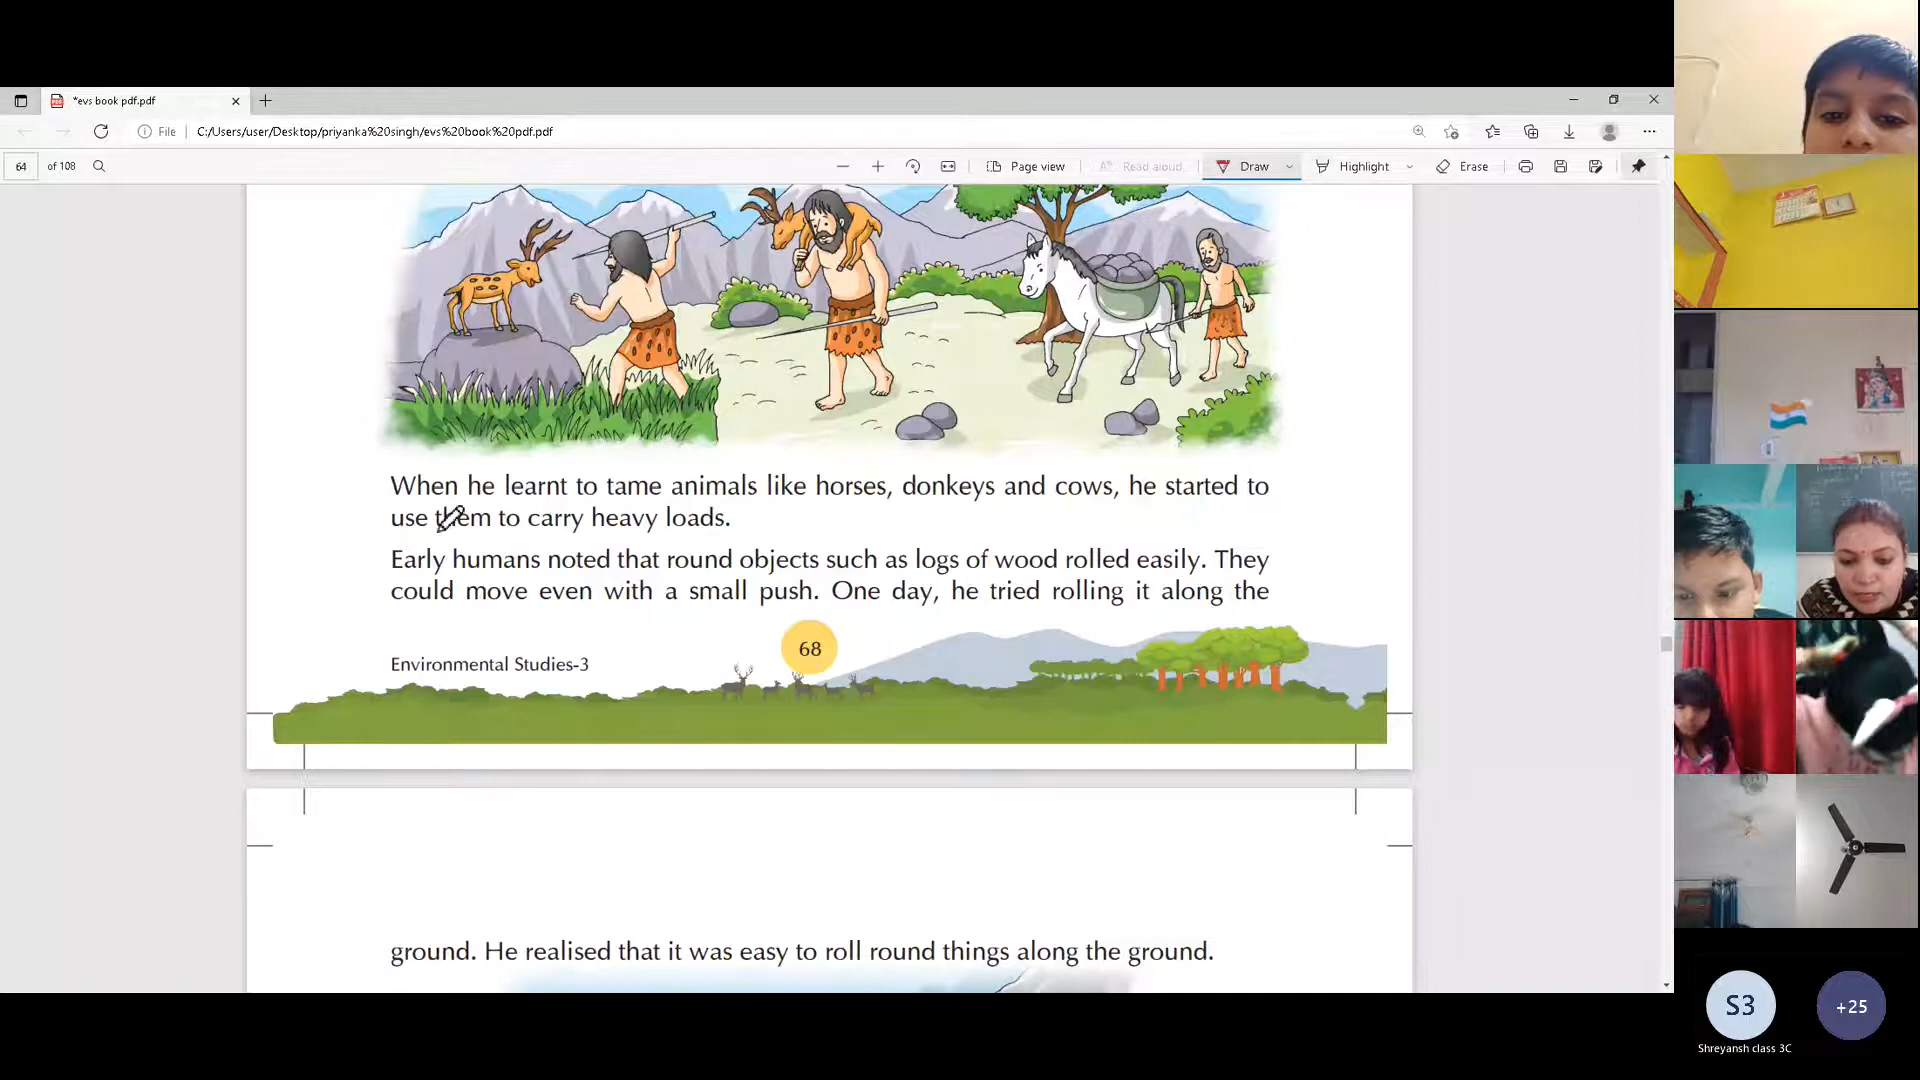 *evs book pdf.pdf
File
C:/Users/user/Desktop/priyanka%20singh/evs%20book%20pdf.pdf
64 of 108
Page view
Read aloud
Draw
Highlight
Erase
When he learnt to tame animals like horses, donkeys and cows, he started to
use them to carry heavy loads.
Early humans noted that round objects such as logs of wood rolled easily. They
could move even with a small push. One day, he tried rolling it along the
68
Environmental Studies-3
ground. He realised that it was easy to roll round things along the ground.
S3
+25
Shreyansh class 3C